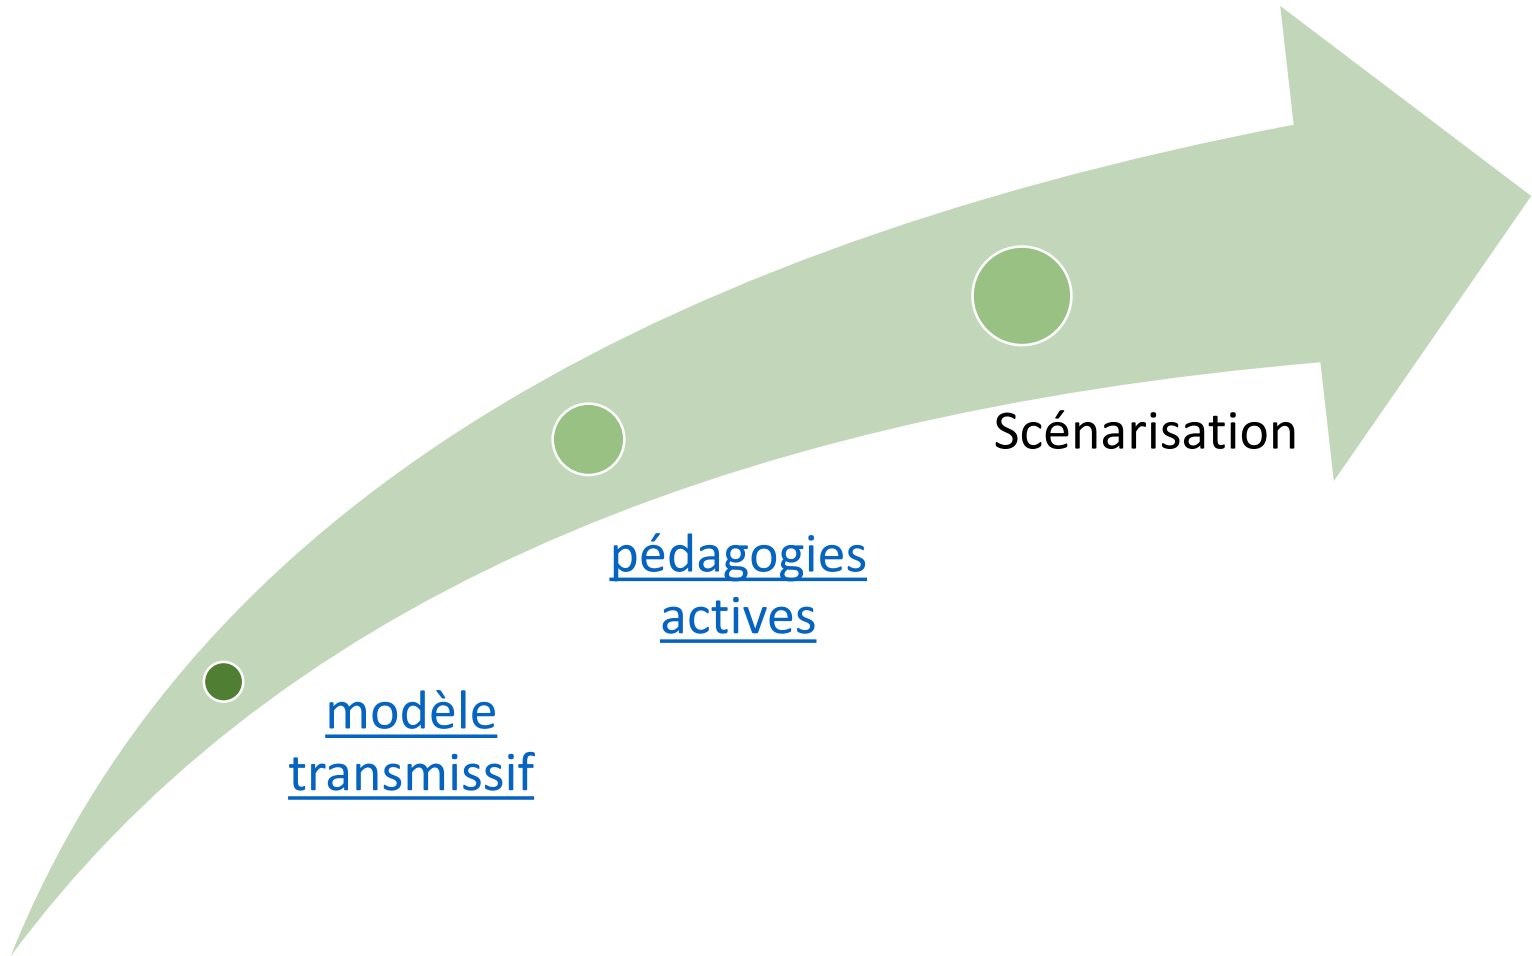 Scénarisation
pédagogies
actives
modèle
transmissif